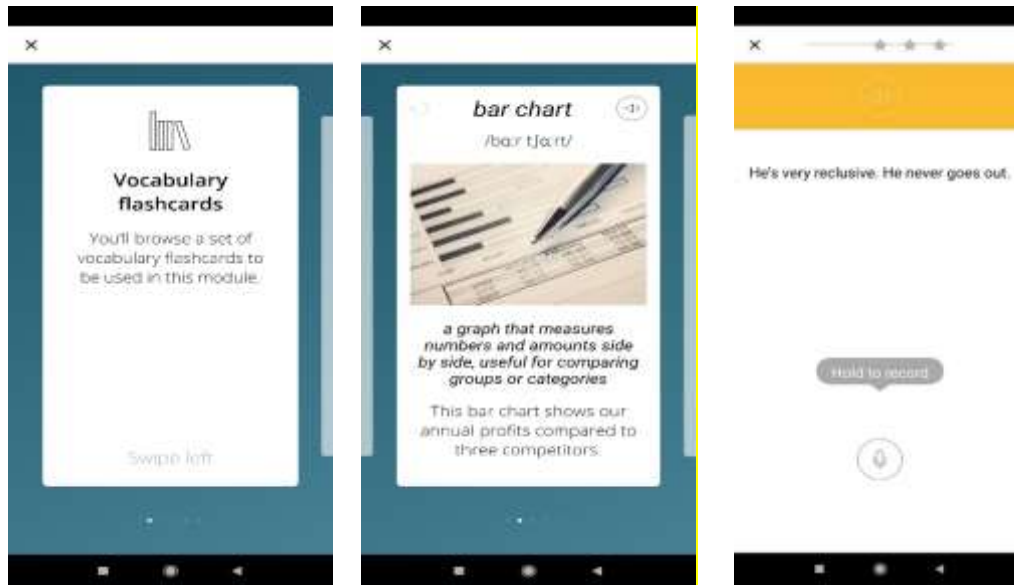 Vocabulary
flashcards
You'll browse a set of
vocabulary flashcards to
be used in this module.
Swipe left
bar chart
/bɑːr tʃɑːrt/
a graph that measures
numbers and amounts side
by side, useful for comparing
groups or categories
This bar chart shows our
annual profits compared to
three competitors.
He's very reclusive. He never goes out.
Hold to record